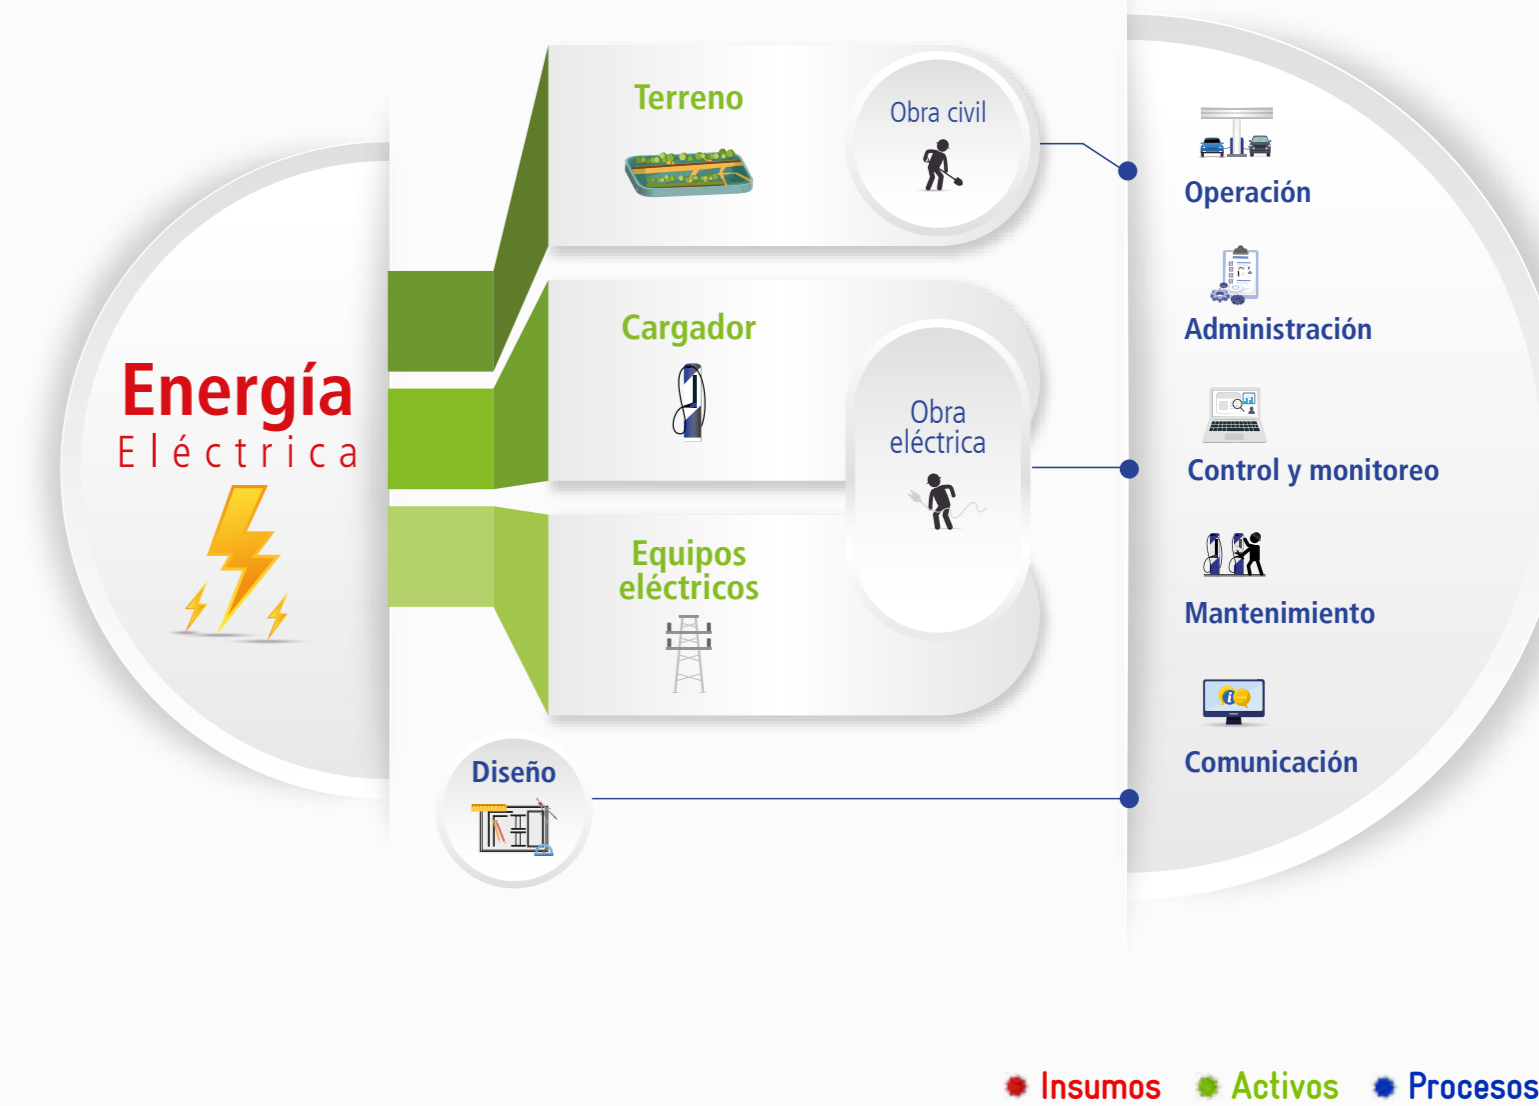 Energía
Eléctrica
Terreno
Obra civil
Cargador
Obra
eléctrica
Equipos
eléctricos
Diseño
Operación
Administración
Control y monitoreo
Mantenimiento
Comunicación
Insumos
Activos
Procesos